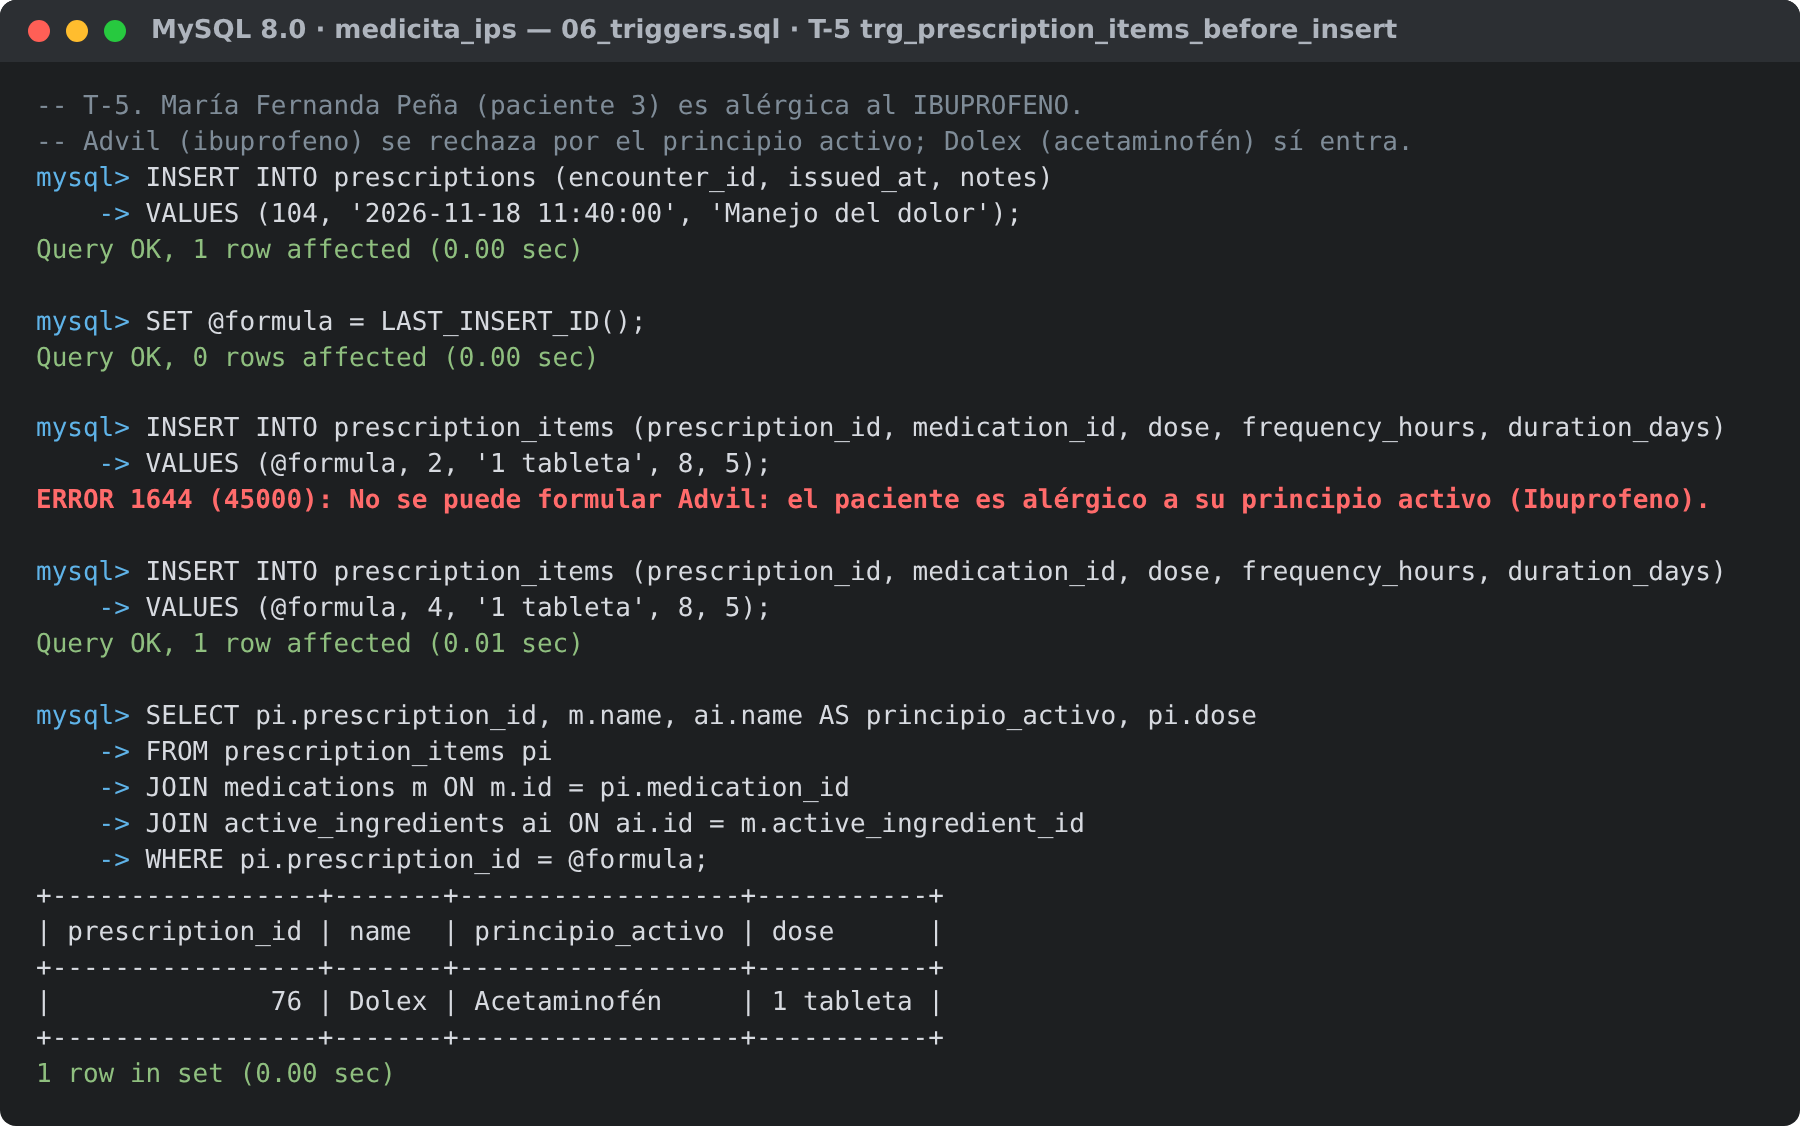 MySQL 8.0 · medicita_ips — 06_triggers.sql · T-5 trg_prescription_items_before_insert
-- T-5. María Fernanda Peña (paciente 3) es alérgica al IBUPROFENO.
-- Advil (ibuprofeno) se rechaza por el principio activo; Dolex (acetaminofén) sí entra.
mysql> INSERT INTO prescriptions (encounter_id, issued_at, notes)
    -> VALUES (104, '2026-11-18 11:40:00', 'Manejo del dolor');
Query OK, 1 row affected (0.00 sec)

mysql> SET @formula = LAST_INSERT_ID();
Query OK, 0 rows affected (0.00 sec)

mysql> INSERT INTO prescription_items (prescription_id, medication_id, dose, frequency_hours, duration_days)
    -> VALUES (@formula, 2, '1 tableta', 8, 5);
ERROR 1644 (45000): No se puede formular Advil: el paciente es alérgico a su principio activo (Ibuprofeno).

mysql> INSERT INTO prescription_items (prescription_id, medication_id, dose, frequency_hours, duration_days)
    -> VALUES (@formula, 4, '1 tableta', 8, 5);
Query OK, 1 row affected (0.01 sec)

mysql> SELECT pi.prescription_id, m.name, ai.name AS principio_activo, pi.dose
    -> FROM prescription_items pi
    -> JOIN medications m ON m.id = pi.medication_id
    -> JOIN active_ingredients ai ON ai.id = m.active_ingredient_id
    -> WHERE pi.prescription_id = @formula;
+-----------------+-------+------------------+-----------+
| prescription_id | name  | principio_activo | dose      |
+-----------------+-------+------------------+-----------+
|              76 | Dolex | Acetaminofén     | 1 tableta |
+-----------------+-------+------------------+-----------+
1 row in set (0.00 sec)